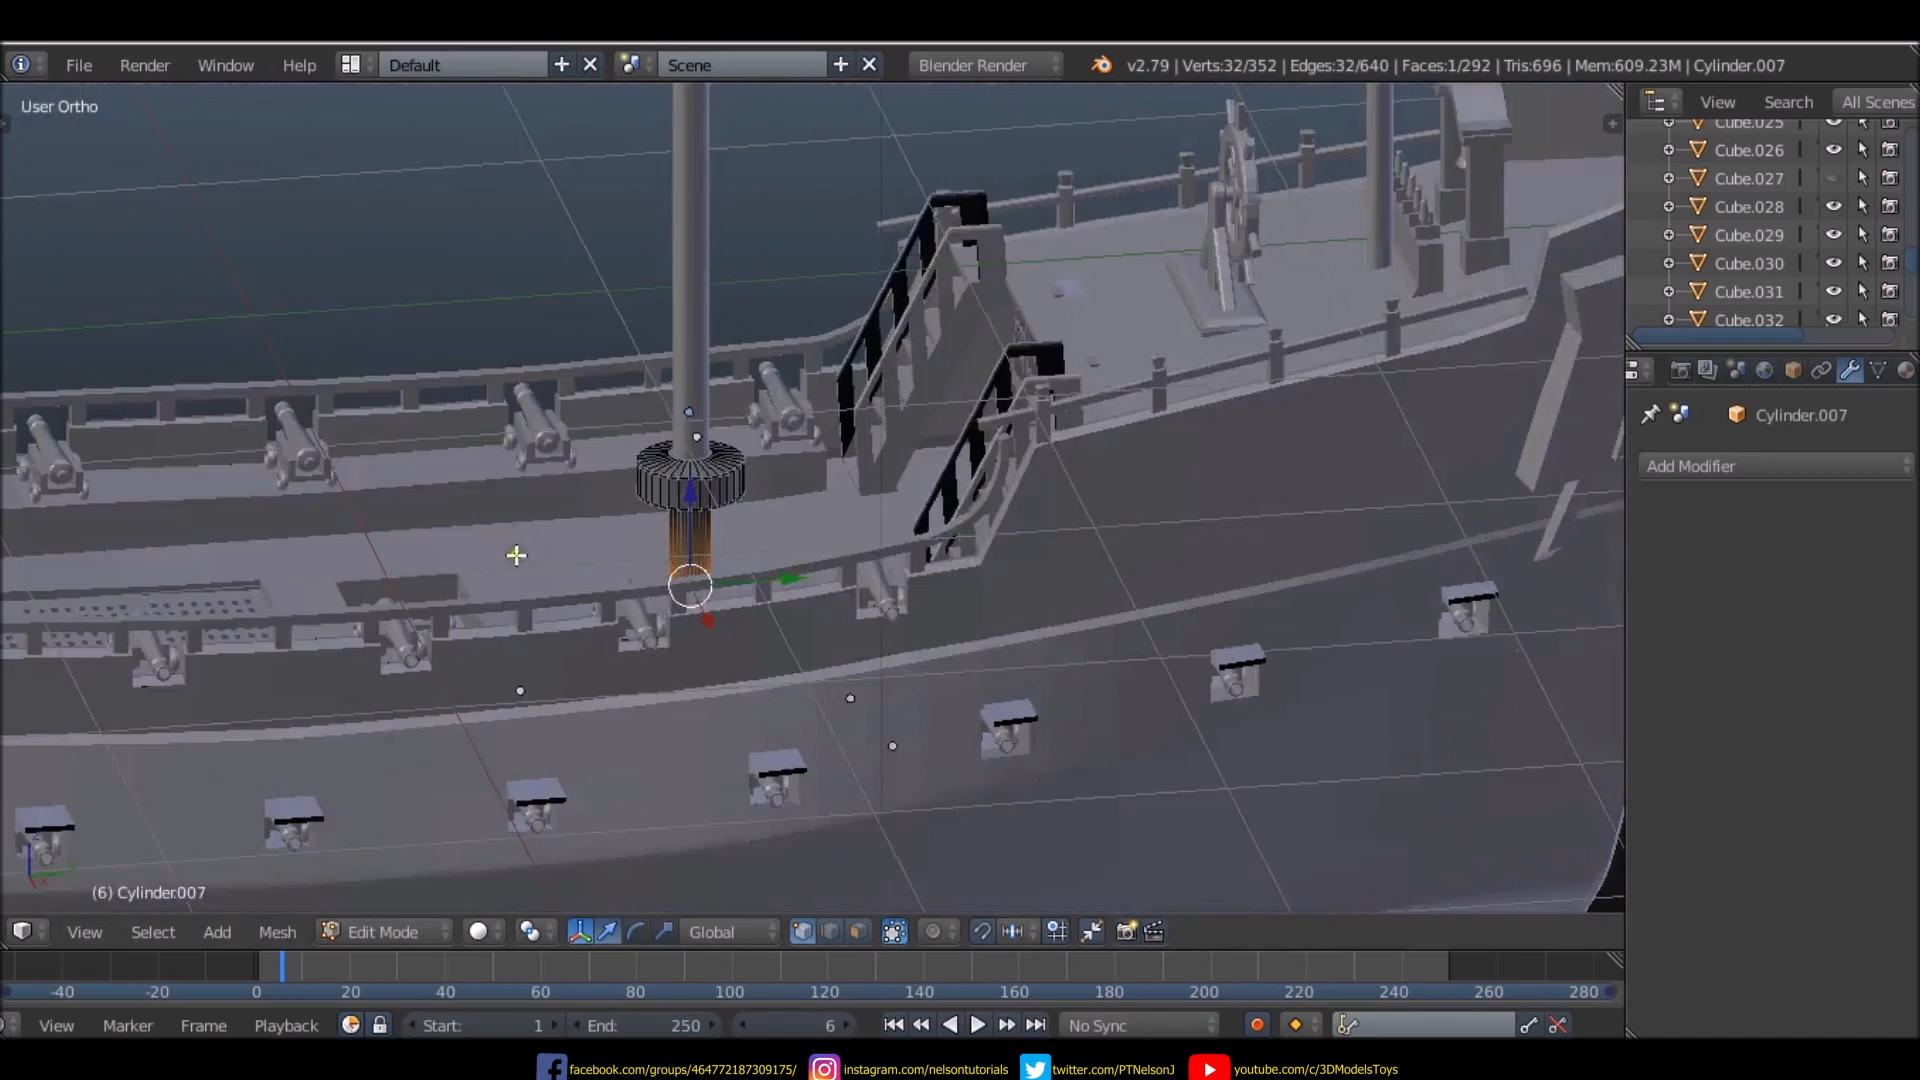 File Render Window Help Default Scene Blender Render v2.79 | Verts:32/352 | Edges:32/640 | Faces:1/292 | Tris:696 | Mem:609.23M | Cylinder.007
User Ortho
View Search All Scenes
Cube.025
Cube.026
Cube.027
Cube.028
Cube.029
Cube.030
Cube.031
Cube.032
Cylinder.007
Add Modifier
(6) Cylinder.007
View Select Add Mesh Edit Mode Global
-40 -20 0 20 40 60 80 100 120 140 160 180 200 220 240 260 280
View Marker Frame Playback Start: 1 End: 250 6 No Sync
facebook.com/groups/464772187309175/ instagram.com/nelsontutorials twitter.com/PTNelsonJ youtube.com/c/3DModelsToys